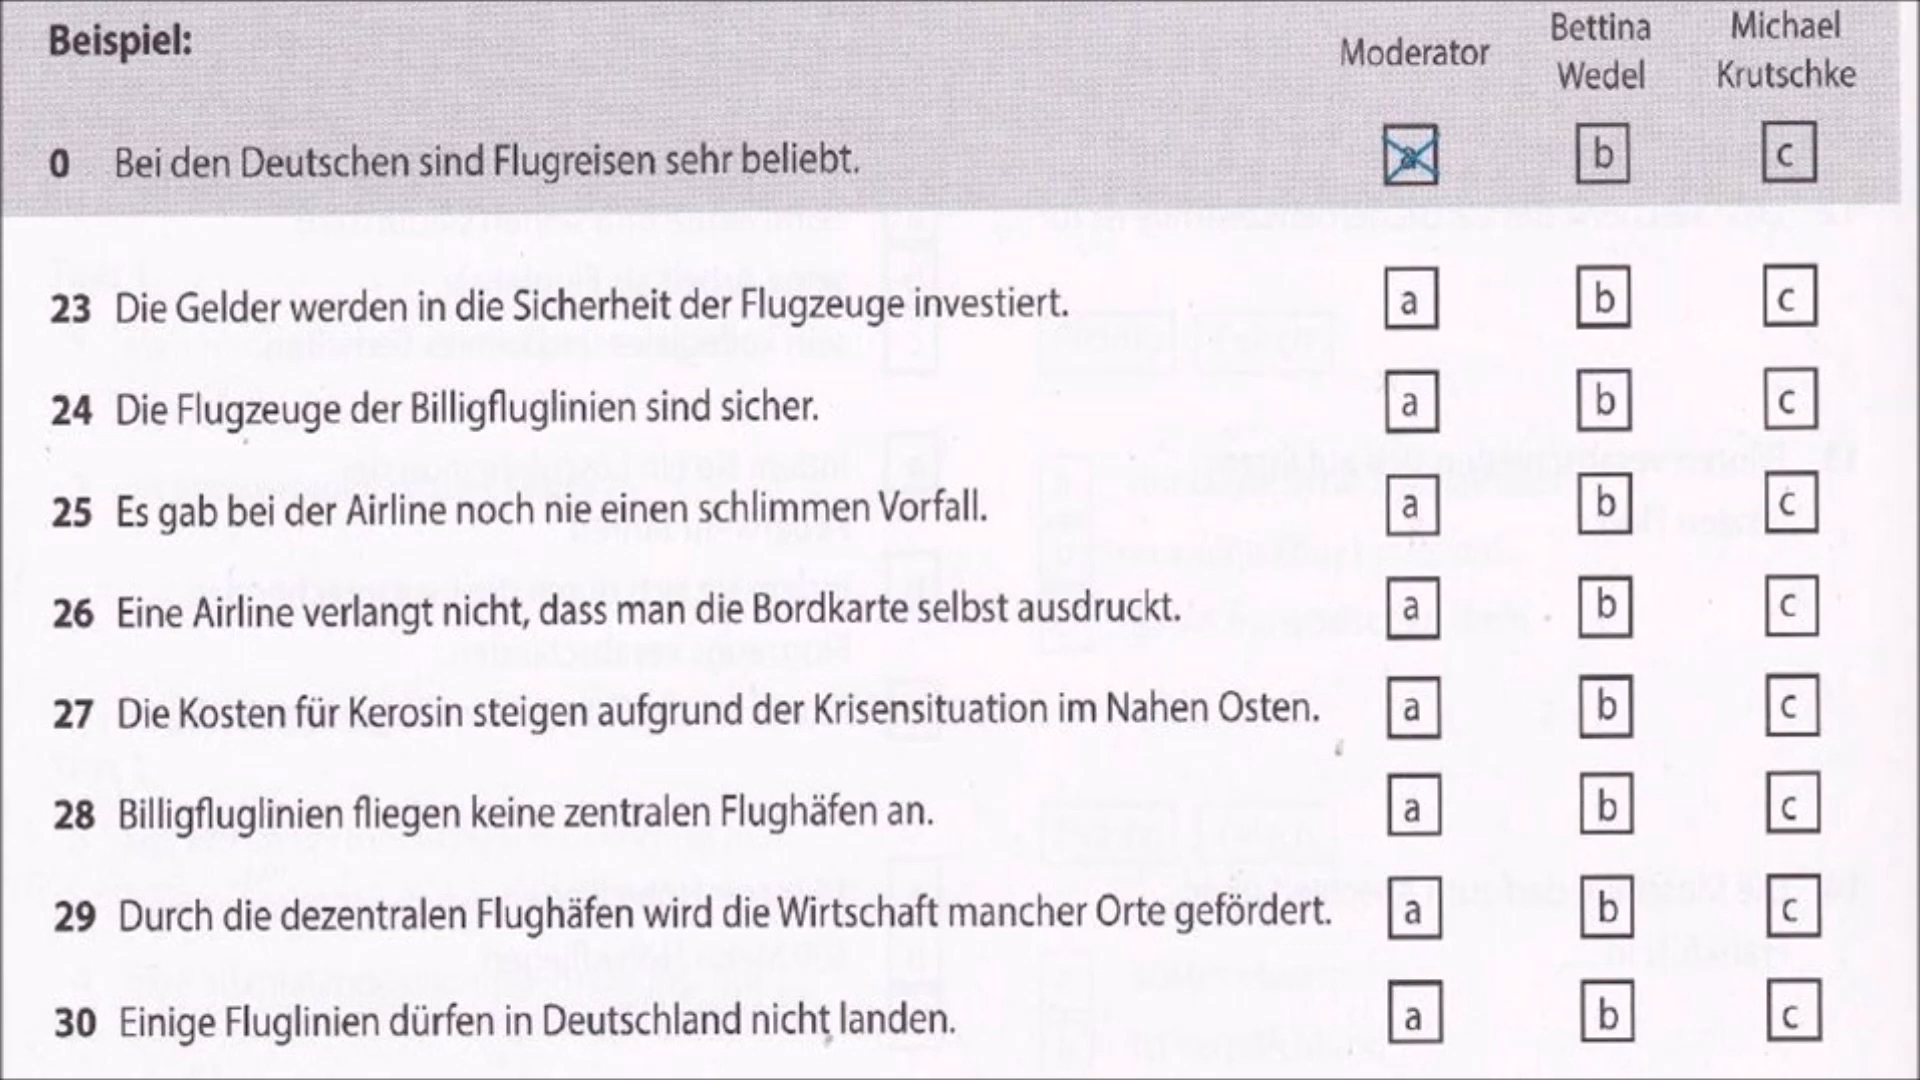 Beispiel:
Moderator
Bettina Wedel
Michael Krutschke
0 Bei den Deutschen sind Flugreisen sehr beliebt. a b c
23 Die Gelder werden in die Sicherheit der Flugzeuge investiert. a b c
24 Die Flugzeuge der Billigfluglinien sind sicher. a b c
25 Es gab bei der Airline noch nie einen schlimmen Vorfall. a b c
26 Eine Airline verlangt nicht, dass man die Bordkarte selbst ausdruckt. a b c
27 Die Kosten für Kerosin steigen aufgrund der Krisensituation im Nahen Osten. a b c
28 Billigfluglinien fliegen keine zentralen Flughäfen an. a b c
29 Durch die dezentralen Flughäfen wird die Wirtschaft mancher Orte gefördert. a b c
30 Einige Fluglinien dürfen in Deutschland nicht landen. a b c